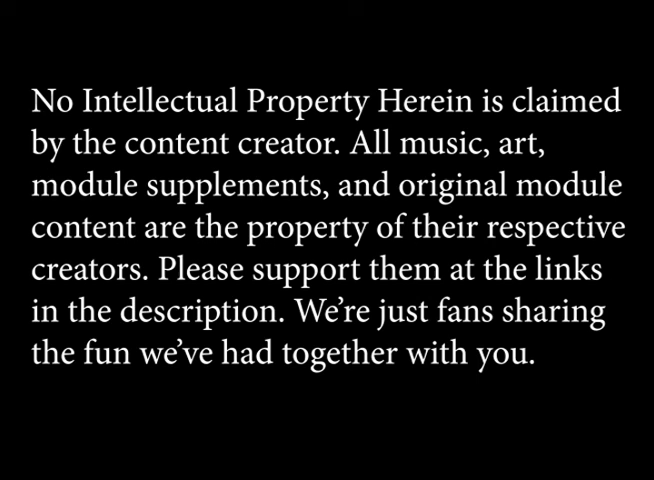 No Intellectual Property Herein is claimed
by the content creator. All music, art,
module supplements, and original module
content are the property of their respective
creators. Please support them at the links
in the description. We’re just fans sharing
the fun we’ve had together with you.